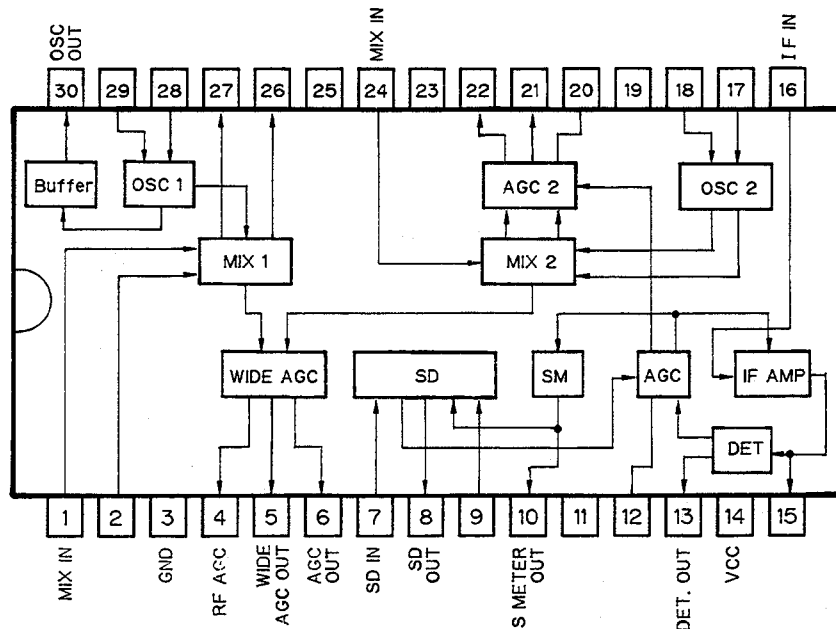 OSC
OUT
MIX IN
IF IN
30 29 28 27 26 25 24 23 22 21 20 19 18 17 16
Buffer
OSC 1
AGC 2
OSC 2
MIX 1
MIX 2
WIDE AGC
SD
SM
AGC
IF AMP
DET
1 2 3 4 5 6 7 8 9 10 11 12 13 14 15
MIX IN
GND
RF AGC
WIDE
AGC OUT
AGC
OUT
SD IN
SD
OUT
S METER
OUT
DET. OUT
VCC